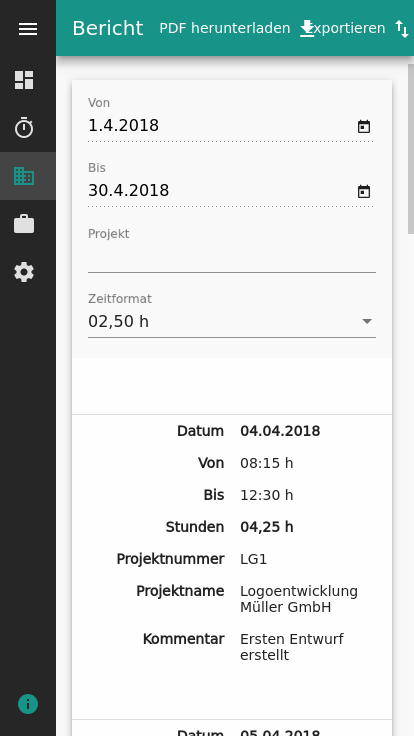 Bericht PDF herunterladen xportieren
Von
1.4.2018
Bis
30.4.2018
Projekt
Zeitformat
02,50 h
Datum 04.04.2018
Von 08:15 h
Bis 12:30 h
Stunden 04,25 h
Projektnummer LG1
Projektname Logoentwicklung
Müller GmbH
Kommentar Ersten Entwurf
erstellt
Datum 05.04.2018